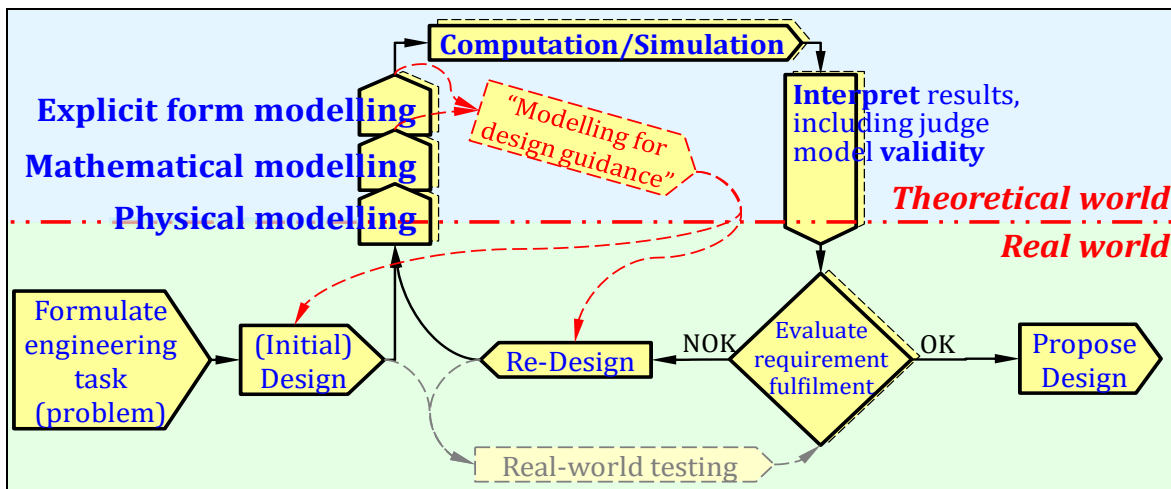 Computation/Simulation
Explicit form modelling
Mathematical modelling
Physical modelling
“Modelling for
design guidance”
Interpret results,
including judge
model validity
Theoretical world
Real world
Formulate
engineering
task
(problem)
(Initial)
Design
Re-Design
NOK
Evaluate
requirement
fulfilment
OK
Propose
Design
Real-world testing